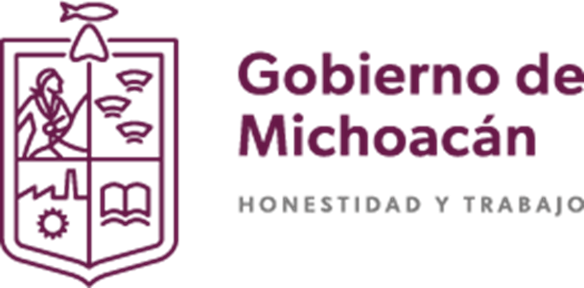 Gobierno de
Michoacán
HONESTIDAD Y TRABAJO